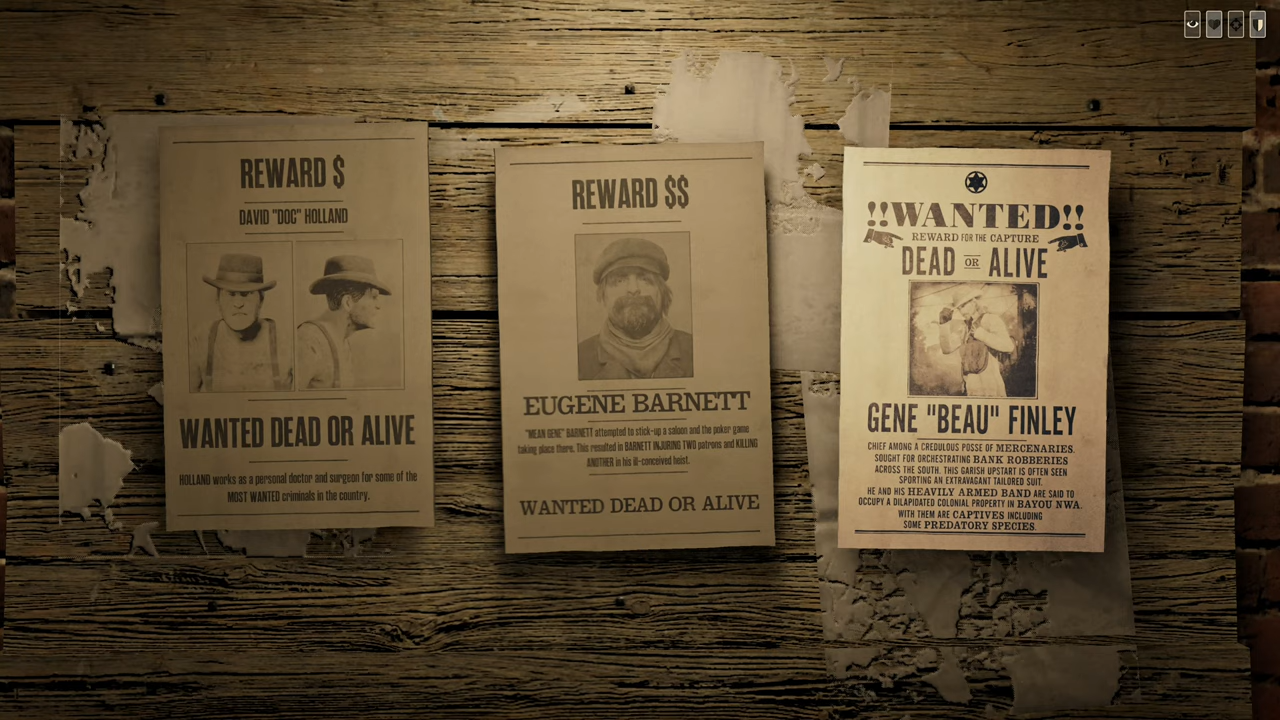 REWARD $
DAVID "DOC" HOLLAND
WANTED DEAD OR ALIVE
HOLLAND works as a personal doctor and surgeon for some of the
MOST WANTED criminals in the country.
REWARD $$
EUGENE BARNETT
"MEAN GENE" BARNETT attempted to stick-up a saloon and the poker game
taking place there. This resulted in BARNETT INJURING TWO patrons and KILLING
ANOTHER in his ill-conceived heist.
WANTED DEAD OR ALIVE
!!WANTED!!
REWARD FOR THE CAPTURE
DEAD OR ALIVE
GENE "BEAU" FINLEY
CHIEF AMONG A CREDULOUS POSSE OF MERCENARIES.
SOUGHT FOR ORCHESTRATING BANK ROBBERIES
ACROSS THE SOUTH. THIS GARISH UPSTART IS OFTEN SEEN
SPORTING AN EXTRAVAGANT TAILORED SUIT.
HE AND HIS HEAVILY ARMED BAND ARE SAID TO
OCCUPY A DILAPIDATED COLONIAL PROPERTY IN BAYOU NWA.
WITH THEM ARE CAPTIVES INCLUDING
SOME PREDATORY SPECIES.